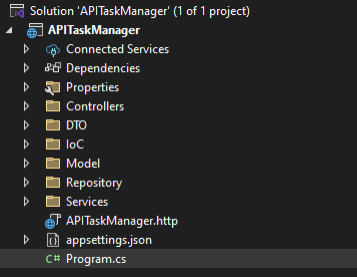 Solution 'APITaskManager' (1 of 1 project)
APITaskManager
Connected Services
Dependencies
Properties
Controllers
DTO
IoC
Model
Repository
Services
APITaskManager.http
appsettings.json
C# Program.cs